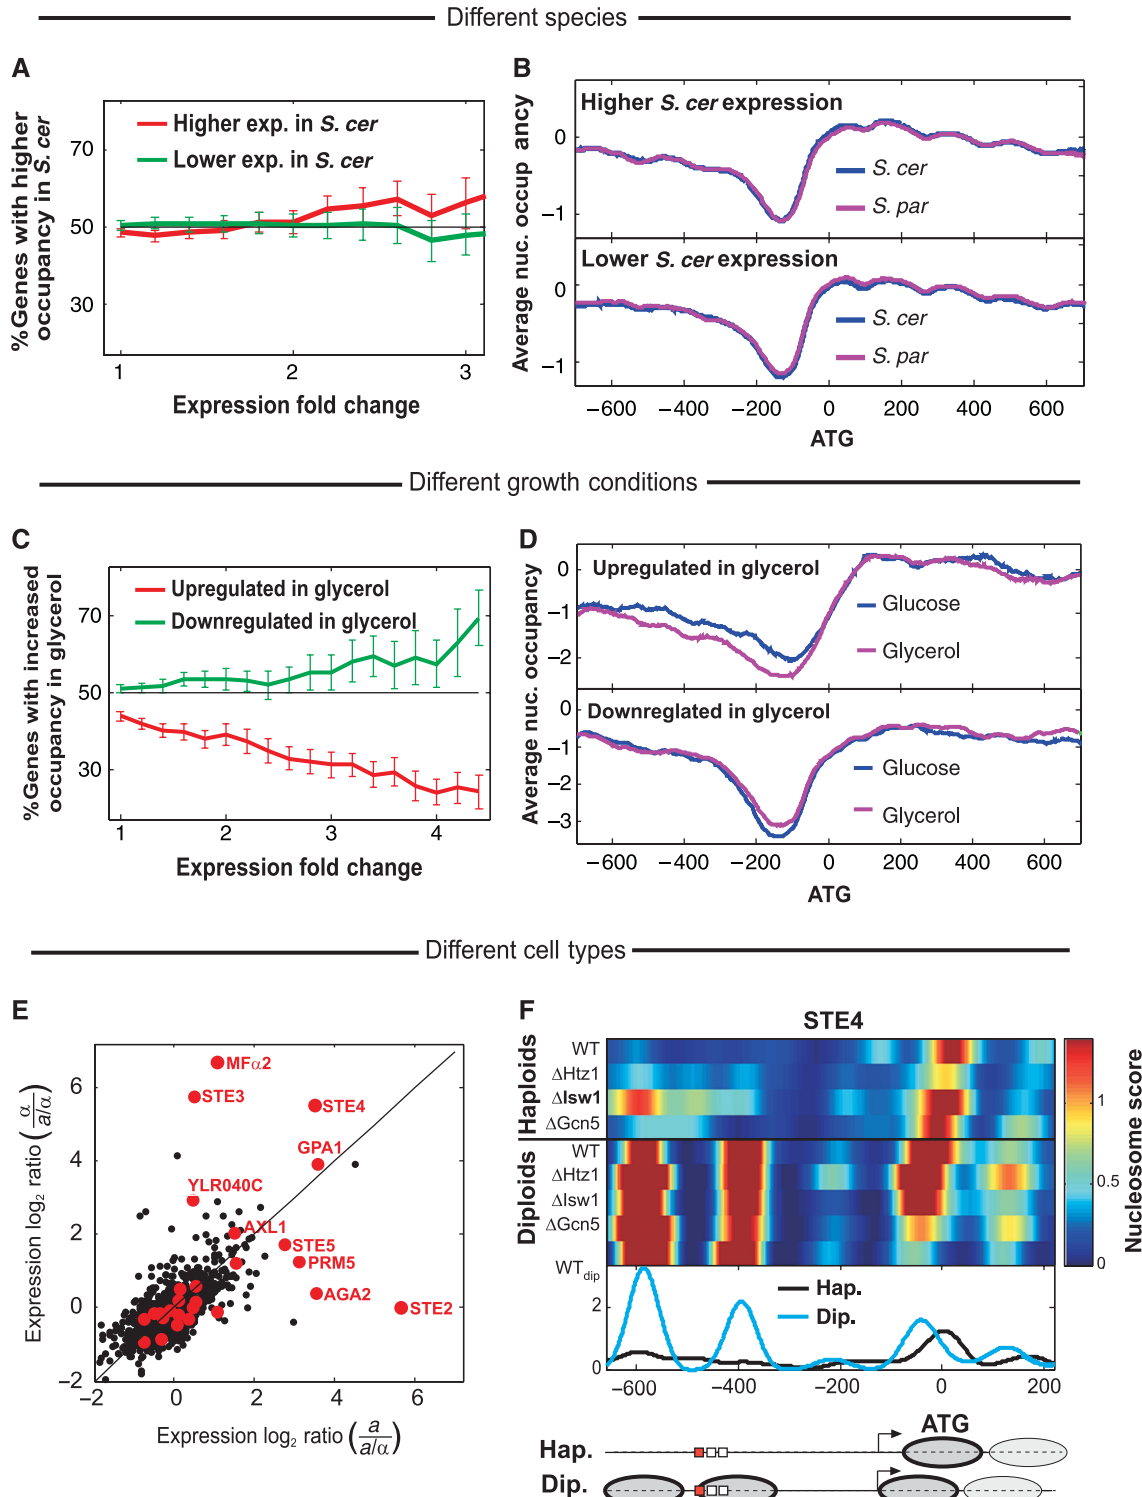 Different species
A
%Genes with higher
occupancy in S. cer
70
50
30
Higher exp. in S. cer
Lower exp. in S. cer
1
2
3
Expression fold change
B
Average nuc. occup ancy
Higher S. cer expression
0
−1
S. cer
S. par
Lower S. cer expression
0
−1
S. cer
S. par
−600
−400
−200
0
200
400
600
ATG
Different growth conditions
C
%Genes with increased
occupancy in glycerol
70
50
30
Upregulated in glycerol
Downregulated in glycerol
1
2
3
4
Expression fold change
D
Average nuc. occupancy
Upregulated in glycerol
0
−1
−2
Glucose
Glycerol
Downreglated in glycerol
0
−1
−2
−3
Glucose
Glycerol
−600
−400
−200
0
200
400
600
ATG
Different cell types
E
Expression log2 ratio (α / a/α)
6
4
2
0
−2
MFα2
STE3
STE4
GPA1
YLR040C
AXL1
STE5
PRM5
AGA2
STE2
−2
0
2
4
6
Expression log2 ratio (a / a/α)
F
STE4
Haploids
WT
ΔHtz1
ΔIsw1
ΔGcn5
Diploids
WT
ΔHtz1
ΔIsw1
ΔGcn5
WTdip
1
0.5
0
Nucleosome score
Hap.
Dip.
2
0
−600
−400
−200
0
200
ATG
Hap.
Dip.